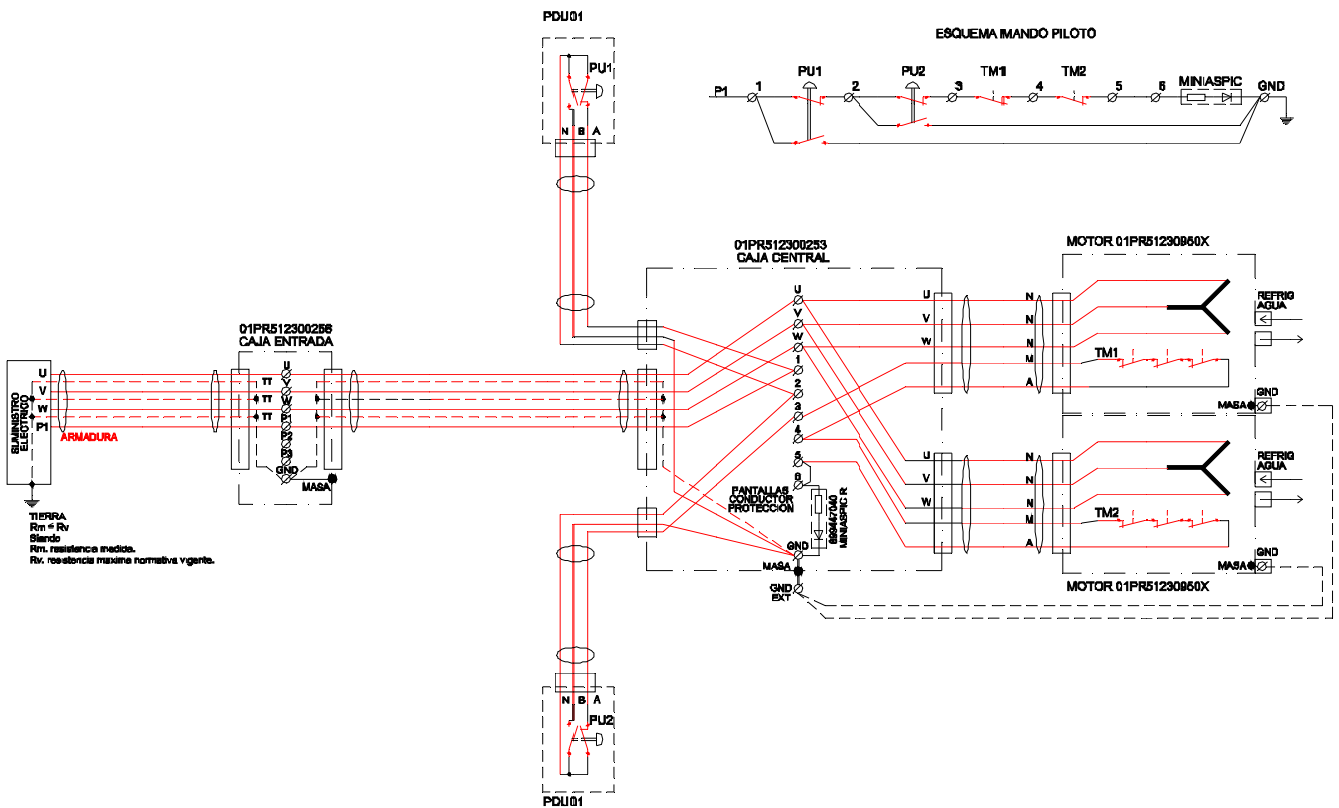 PDU01
PU1
N B A
ESQUEMA MANDO PILOTO
P1 1 PU1 2 PU2 3 TM1 4 TM2 5 6 MINIASPIC GND
01PR512300256
CAJA ENTRADA
SUMINISTRO
ELECTRICO
U
V
W
P1
ARMADURA
TT
TT
TT
U
V
W
P1
P2
P3
GND
MASA
TIERRA
Rm = Rv
Siendo
Rm. resistencia medida.
Rv. resistencia maxima normativa vigente.
01PR512300253
CAJA CENTRAL
U
V
W
1
2
3
4
5
6
PANTALLAS
CONDUCTOR
PROTECCION
699447040
MINIASPIC R
GND
MASA
GND
EXT
U
V
W
U
V
W
MOTOR 01PR51230960X
N
N
N
M
A
TM1
REFRIG
AGUA
GND
MASA
N
N
N
M
A
TM2
REFRIG
AGUA
GND
MASA
MOTOR 01PR51230960X
N B A
PU2
PDU01